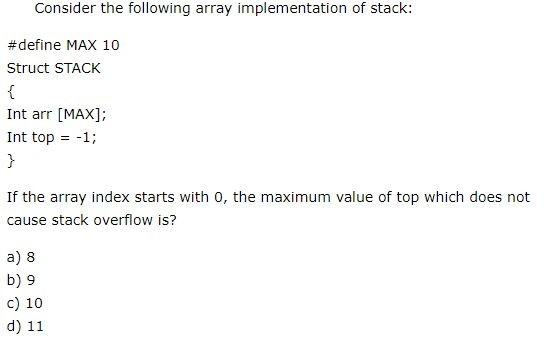 Consider the following array implementation of stack:
#define MAX 10
Struct STACK
{
Int arr [MAX];
Int top = -1;
}
If the array index starts with 0, the maximum value of top which does not
cause stack overflow is?
a) 8
b) 9
c) 10
d) 11